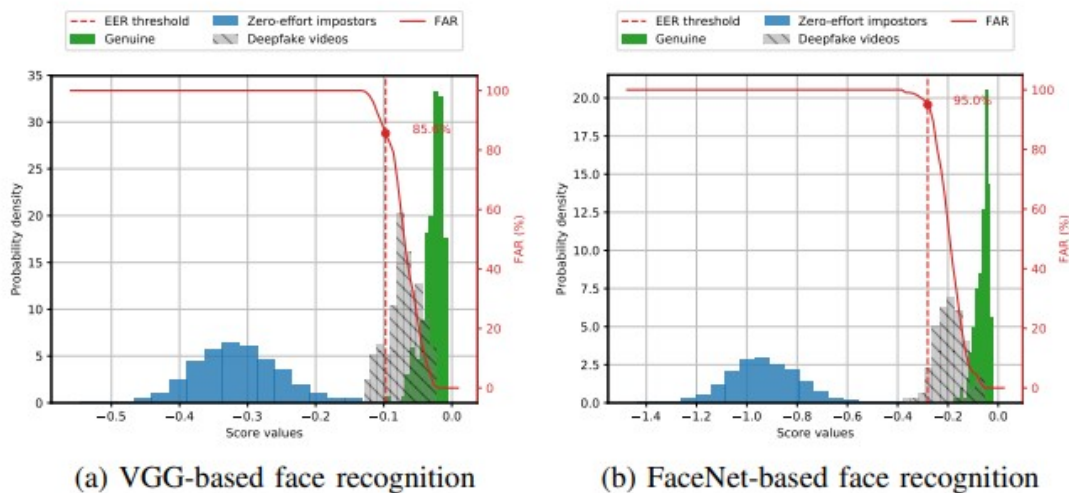 EER threshold Zero-effort impostors FAR
Genuine Deepfake videos
EER threshold Zero-effort impostors FAR
Genuine Deepfake videos
35
30
25
20
15
10
5
0
Probability density
−0.5 −0.4 −0.3 −0.2 −0.1 0.0
Score values
100
80
60
40
20
0
FAR (%)
85.0%
20.0
17.5
15.0
12.5
10.0
7.5
5.0
2.5
0.0
Probability density
−1.4 −1.2 −1.0 −0.8 −0.6 −0.4 −0.2 −0.0
Score values
100
80
60
40
20
0
FAR (%)
95.0%
(a) VGG-based face recognition
(b) FaceNet-based face recognition